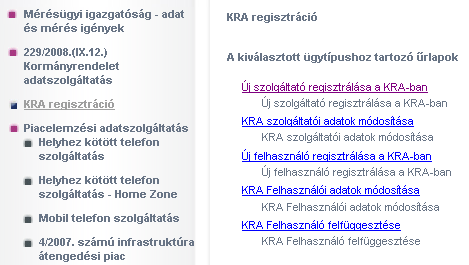 Mérésügyi igazgatóság - adat
és mérés igények
229/2008.(IX.12.)
Kormányrendelet
adatszolgáltatás
KRA regisztráció
Piacelemzési adatszolgáltatás
Helyhez kötött telefon
szolgáltatás
Helyhez kötött telefon
szolgáltatás - Home Zone
Mobil telefon szolgáltatás
4/2007. számú infrastruktúra
átengedési piac
KRA regisztráció
A kiválasztott ügytípushoz tartozó űrlapok
Új szolgáltató regisztrálása a KRA-ban
Új szolgáltató regisztrálása a KRA-ban
KRA szolgáltatói adatok módosítása
KRA szolgáltatói adatok módosítása
Új felhasználó regisztrálása a KRA-ban
Új felhasználó regisztrálása a KRA-ban
KRA Felhasználói adatok módosítása
KRA Felhasználói adatok módosítása
KRA Felhasználó felfüggesztése
KRA Felhasználó felfüggesztése